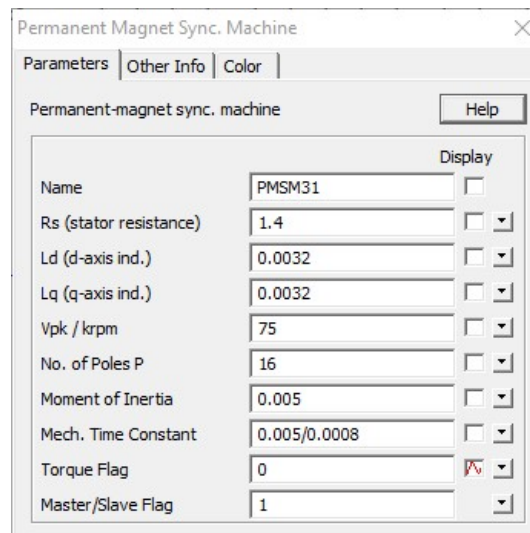 Permanent Magnet Sync. Machine
Parameters Other Info Color
Permanent-magnet sync. machine Help
Display
Name PMSM31
Rs (stator resistance) 1.4
Ld (d-axis ind.) 0.0032
Lq (q-axis ind.) 0.0032
Vpk / krpm 75
No. of Poles P 16
Moment of Inertia 0.005
Mech. Time Constant 0.005/0.0008
Torque Flag 0
Master/Slave Flag 1